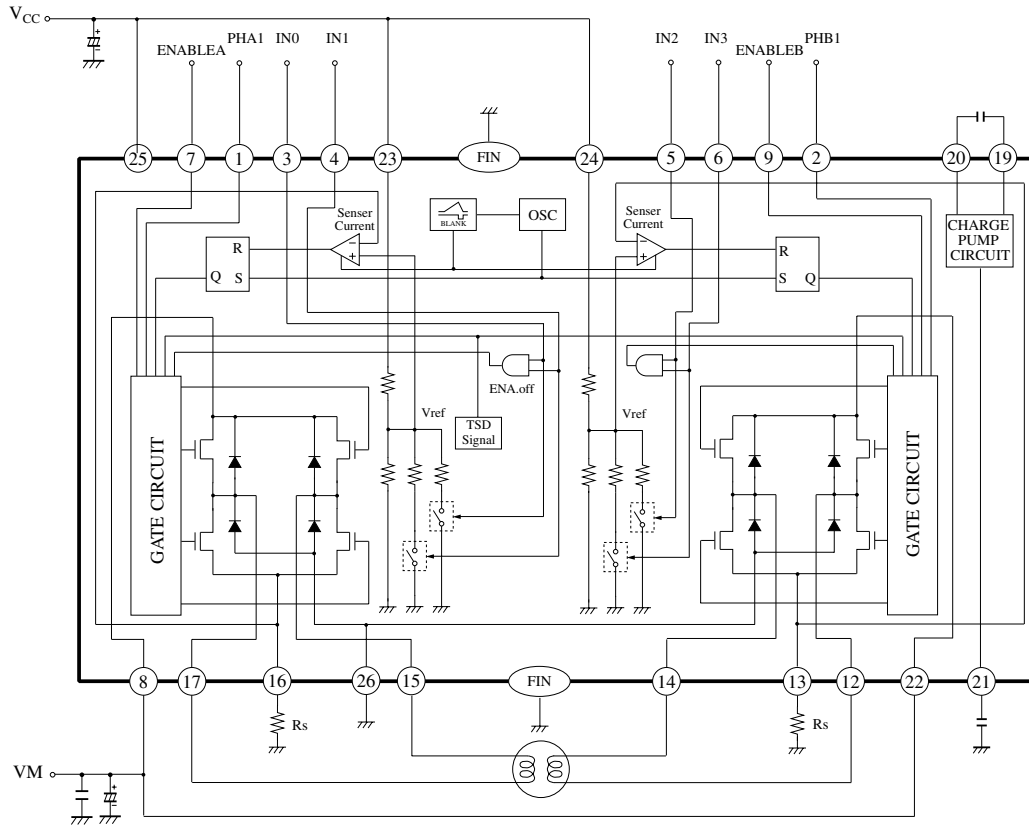 VCC
ENABLEA
PHA1
IN0
IN1
IN2
IN3
ENABLEB
PHB1
25
7
1
3
4
23
FIN
24
5
6
9
2
20
19
Senser
Current
BLANK
OSC
Senser
Current
CHARGE
PUMP
CIRCUIT
R
Q
S
−
+
−
+
R
S
Q
ENA.off
Vref
TSD
Signal
Vref
GATE CIRCUIT
GATE CIRCUIT
8
17
16
26
15
FIN
14
13
12
22
21
Rs
Rs
VM